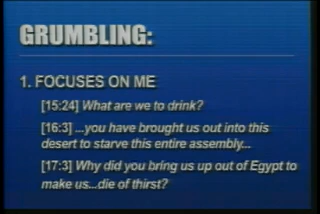 GRUMBLING:
1. FOCUSES ON ME
[15:24] What are we to drink?
[16:3] ...you have brought us out into this
desert to starve this entire assembly...
[17:3] Why did you bring us up out of Egypt to
make us...die of thirst?